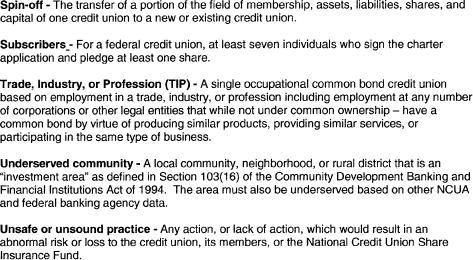 Spin-off - The transfer of a portion of the field of membership, assets, liabilities, shares, and
capital of one credit union to a new or existing credit union.
Subscribers - For a federal credit union, at least seven individuals who sign the charter
application and pledge at least one share.
Trade, Industry, or Profession (TIP) - A single occupational common bond credit union
based on employment in a trade, industry, or profession including employment at any number
of corporations or other legal entities that while not under common ownership – have a
common bond by virtue of producing similar products, providing similar services, or
participating in the same type of business.
Underserved community - A local community, neighborhood, or rural district that is an
“investment area” as defined in Section 103(16) of the Community Development Banking and
Financial Institutions Act of 1994. The area must also be underserved based on other NCUA
and federal banking agency data.
Unsafe or unsound practice - Any action, or lack of action, which would result in an
abnormal risk or loss to the credit union, its members, or the National Credit Union Share
Insurance Fund.